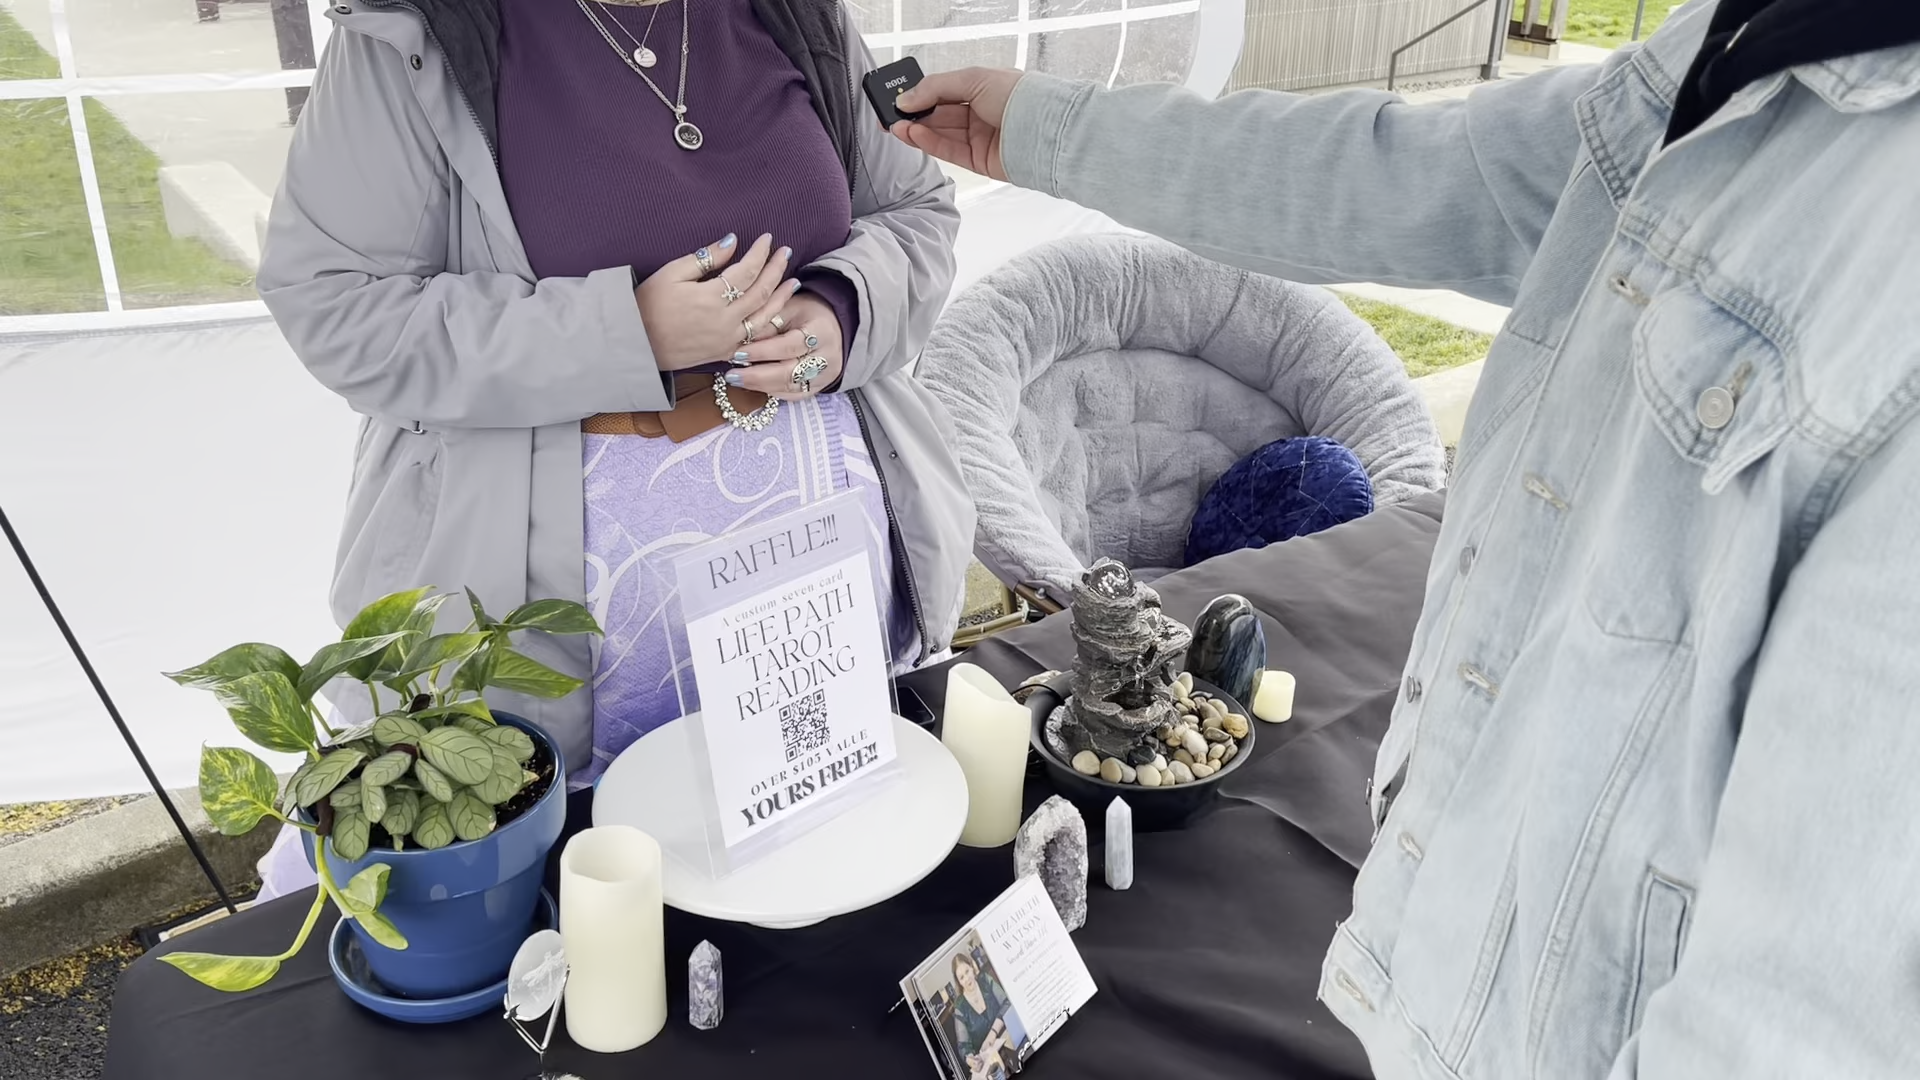 RØDE
RAFFLE!!!
A custom seven card
LIFE PATH
TAROT
READING
OVER $105 VALUE
YOURS FREE!!
ELIZABETH
WATSON